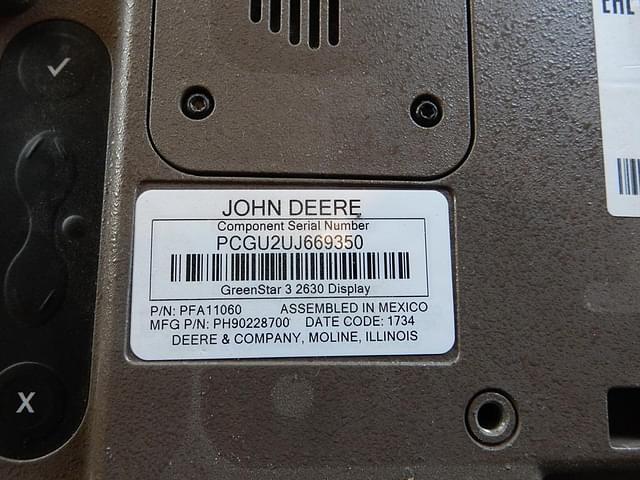 JOHN DEERE
Component Serial Number
PCGU2UJ669350
GreenStar 3 2630 Display
P/N: PFA11060 ASSEMBLED IN MEXICO
MFG P/N: PH90228700 DATE CODE: 1734
DEERE & COMPANY, MOLINE, ILLINOIS
X